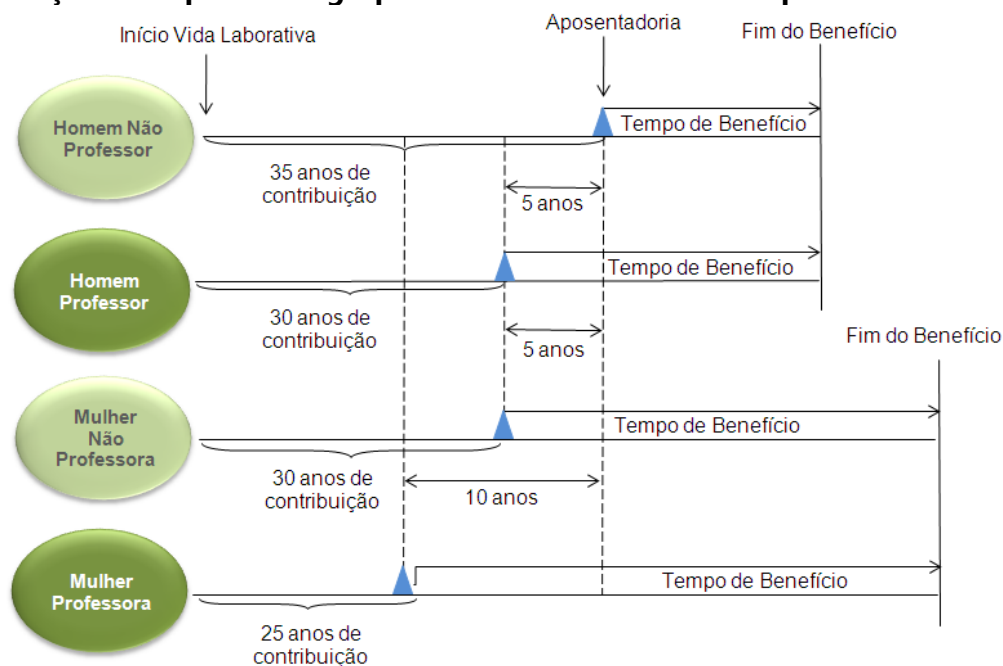 Início Vida Laborativa
Aposentadoria
Fim do Benefício
Homem Não
Professor
Tempo de Benefício
35 anos de
contribuição
5 anos
Homem
Professor
Tempo de Benefício
30 anos de
contribuição
5 anos
Fim do Benefício
Mulher
Não
Professora
Tempo de Benefício
30 anos de
contribuição
10 anos
Mulher
Professora
Tempo de Benefício
25 anos de
contribuição